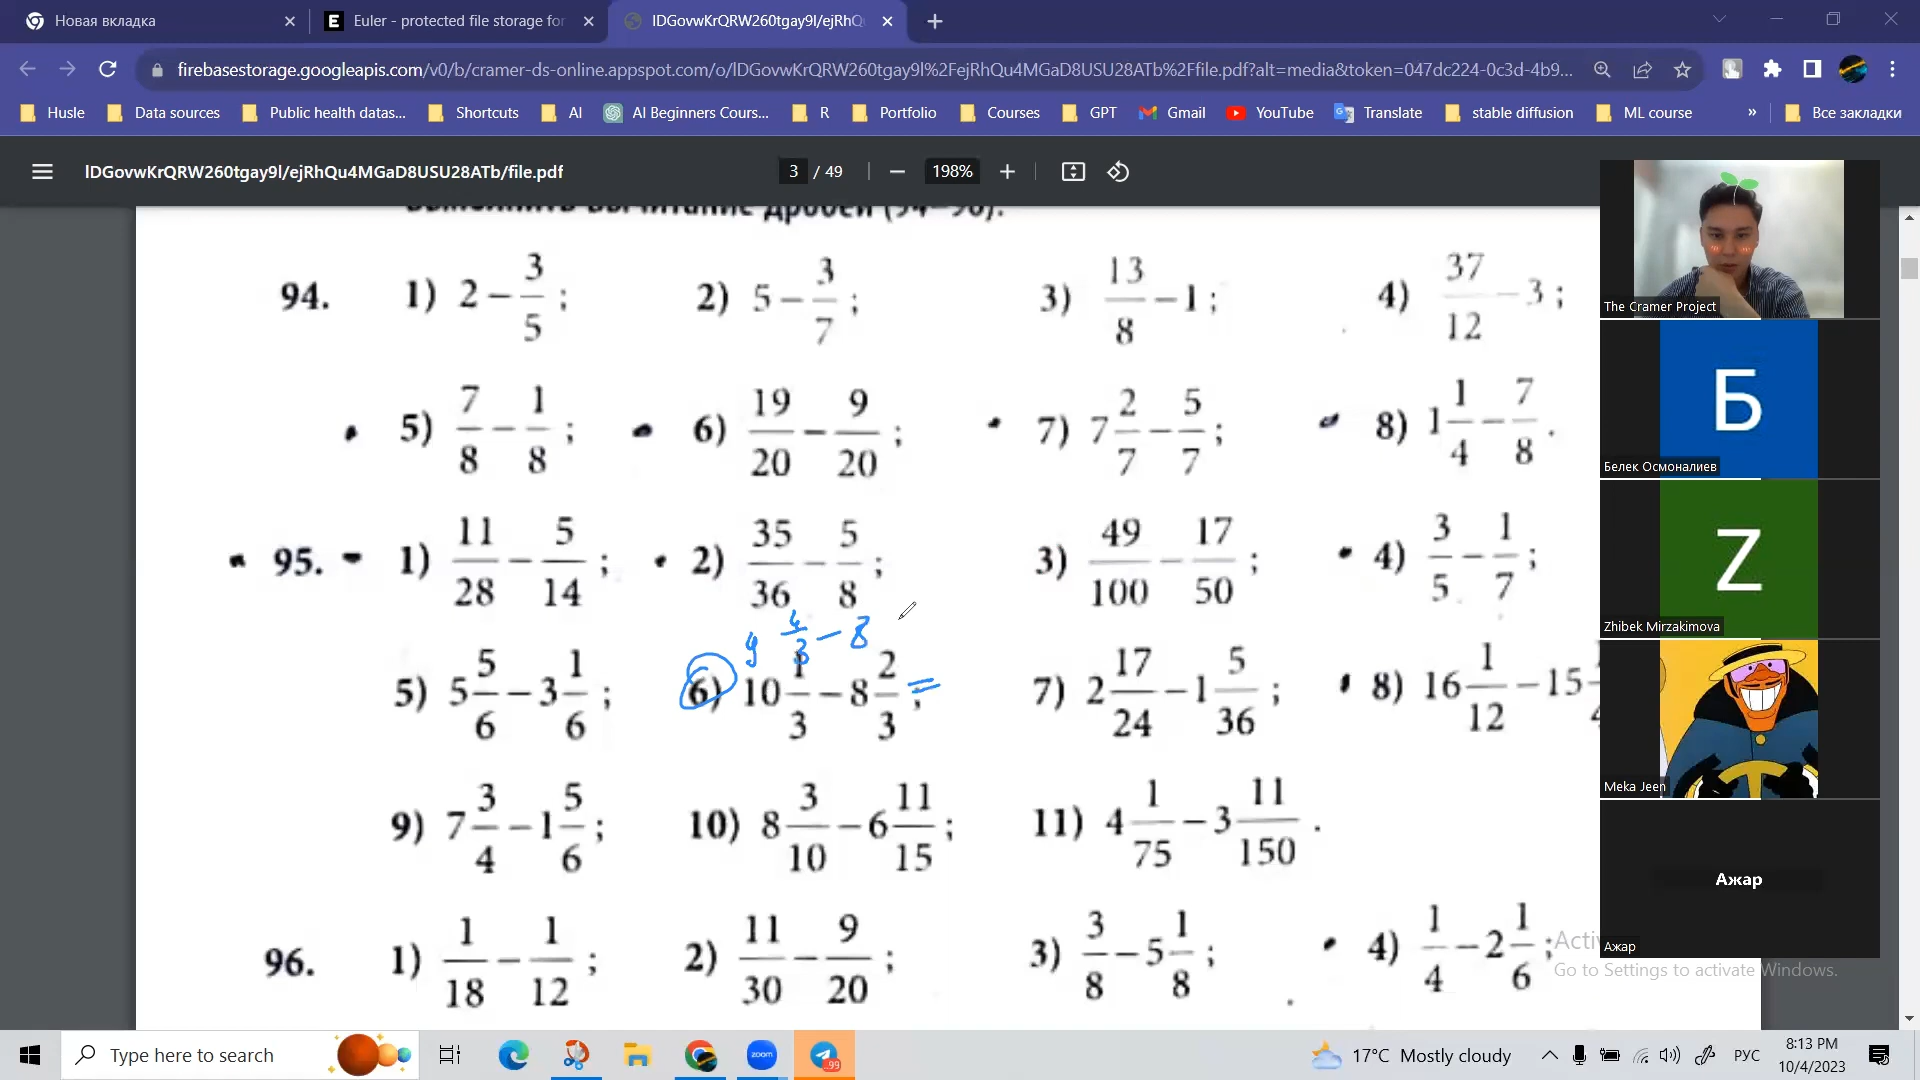 Новая вкладка
Euler - protected file storage for
lDGovwKrQRW260tgay9l/ejRhQu
firebasestorage.googleapis.com/v0/b/cramer-ds-online.appspot.com/o/lDGovwKrQRW260tgay9l%2FejRhQu4MGaD8USU28ATb%2Ffile.pdf?alt=media&token=047dc224-0c3d-4b9...
Husle Data sources Public health datas... Shortcuts AI AI Beginners Cours... R Portfolio Courses GPT Gmail YouTube Translate stable diffusion ML course » Все закладки
lDGovwKrQRW260tgay9l/ejRhQu4MGaD8USU28ATb/file.pdf 3 / 49 198%
94. 1) 2 - 3/5 ; 2) 5 - 3/7 ; 3) 13/8 - 1 ; 4) 37/12 - 3 ;
5) 7/8 - 1/8 ; 6) 19/20 - 9/20 ; 7) 7 2/7 - 5/7 ; 8) 1 1/4 - 7/8 .
95. 1) 11/28 - 5/14 ; 2) 35/36 - 5/8 ; 3) 49/100 - 17/50 ; 4) 3/5 - 1/7 ;
9 4/3 - 8
5) 5 5/6 - 3 1/6 ; 6) 10 1/3 - 8 2/3 ; = 7) 2 17/24 - 1 5/36 ; 8) 16 1/12 - 15
9) 7 3/4 - 1 5/6 ; 10) 8 3/10 - 6 11/15 ; 11) 4 1/75 - 3 11/150 .
96. 1) 1/18 - 1/12 ; 2) 11/30 - 9/20 ; 3) 3/8 - 5 1/8 ; 4) 1/4 - 2 1/6 ;
The Cramer Project
Б
Белек Осмоналиев
Z
Zhibek Mirzakimova
Meka Jeen
Ажар
Ажар
Go to Settings to activate Windows.
Type here to search
zoom
99
17°C Mostly cloudy
РУС
8:13 PM
10/4/2023